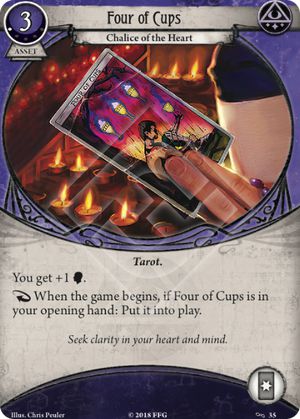 3
Four of Cups
ASSET
Chalice of the Heart
FOUR OF CUPS
Tarot.
You get +1 .
When the game begins, if Four of Cups is in
your opening hand: Put it into play.
Seek clarity in your heart and mind.
Illus. Chris Peuler
© 2018 FFG
35